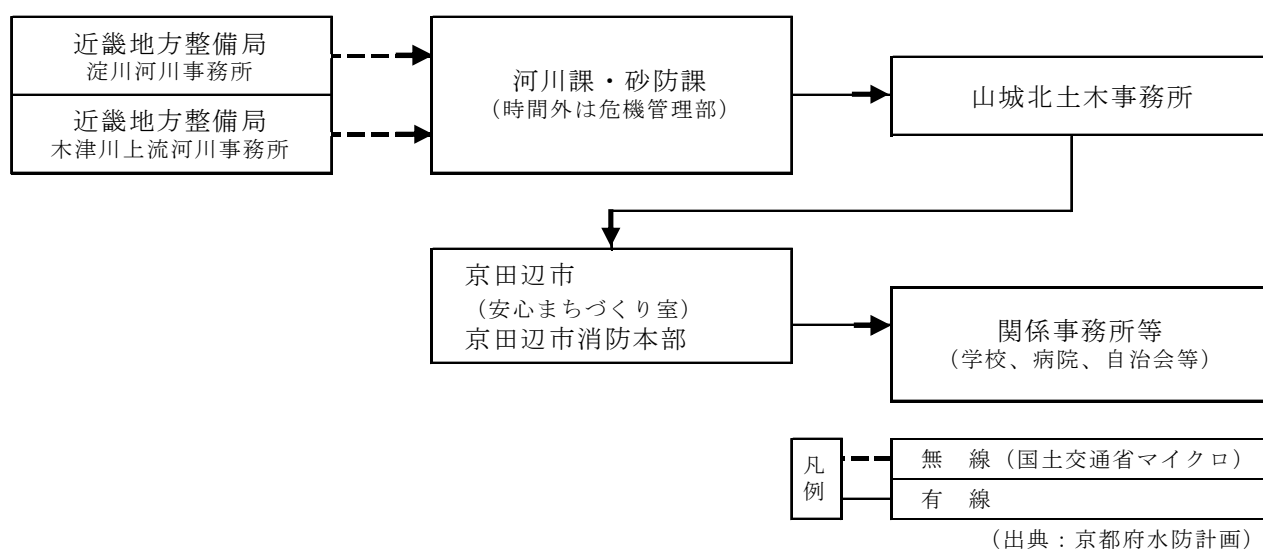 近畿地方整備局
淀川河川事務所
近畿地方整備局
木津川上流河川事務所
河川課・砂防課
（時間外は危機管理部）
山城北土木事務所
京田辺市
（安心まちづくり室）
京田辺市消防本部
関係事務所等
（学校、病院、自治会等）
凡例
無　線（国土交通省マイクロ）
有　線
（出典：京都府水防計画）